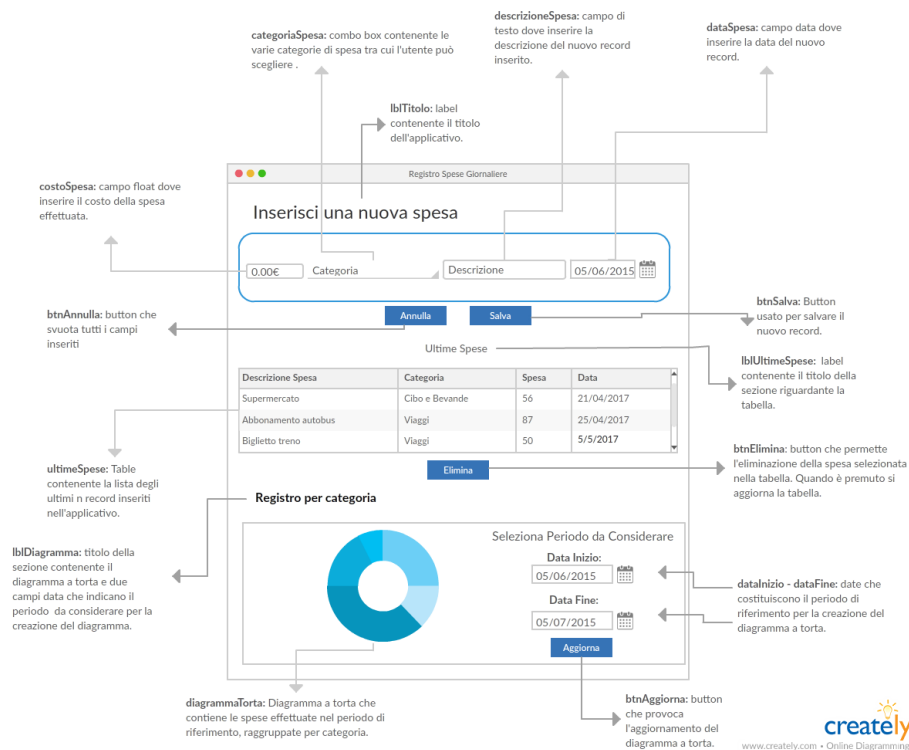 categoriaSpesa: combo box contenente le
varie categorie di spesa tra cui l'utente può
scegliere .
descrizioneSpesa: campo di
testo dove inserire la
descrizione del nuovo record
inserito.
dataSpesa: campo data dove
inserire la data del nuovo
record.
lblTitolo: label
contenente il titolo
dell'applicativo.
costoSpesa: campo float dove
inserire il costo della spesa
effettuata.
Registro Spese Giornaliere
Inserisci una nuova spesa
0.00€ Categoria Descrizione 05/06/2015
Annulla Salva
btnAnnulla: button che
svuota tutti i campi
inseriti
btnSalva: Button
usato per salvare il
nuovo record.
Ultime Spese
lblUltimeSpese: label
contenente il titolo della
sezione riguardante la
tabella.
Descrizione Spesa Categoria Spesa Data
Supermercato Cibo e Bevande 56 21/04/2017
Abbonamento autobus Viaggi 87 25/04/2017
Biglietto treno Viaggi 50 5/5/2017
Elimina
ultimeSpese: Table
contenente la lista degli
ultimi n record inseriti
nell'applicativo.
btnElimina: button che permette
l'eliminazione della spesa selezionata
nella tabella. Quando è premuto si
aggiorna la tabella.
Registro per categoria
lblDiagramma: titolo della
sezione contenente il
diagramma a torta e due
campi data che indicano il
periodo da considerare per la
creazione del diagramma.
Seleziona Periodo da Considerare
Data Inizio:
05/06/2015
Data Fine:
05/07/2015
Aggiorna
dataInizio - dataFine: date che
costituiscono il periodo di
riferimento per la creazione del
diagramma a torta.
diagrammaTorta: Diagramma a torta che
contiene le spese effettuate nel periodo di
riferimento, raggruppate per categoria.
btnAggiorna: button
che provoca
l'aggiornamento del
diagramma a torta.
creately
www.creately.com • Online Diagramming